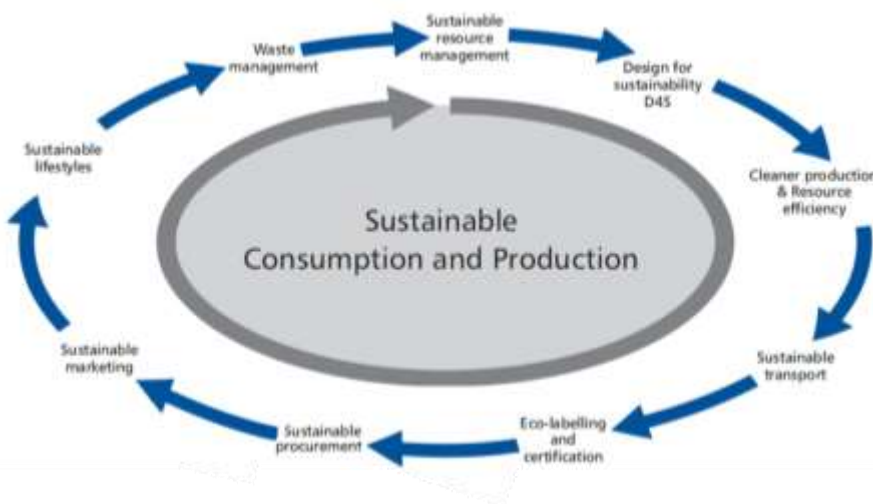 Sustainable
resource
management
Design for
sustainability
D4S
Cleaner production
& Resource
efficiency
Sustainable
transport
Eco-labelling
and
certification
Sustainable
procurement
Sustainable
marketing
Sustainable
lifestyles
Waste
management
Sustainable
Consumption and Production